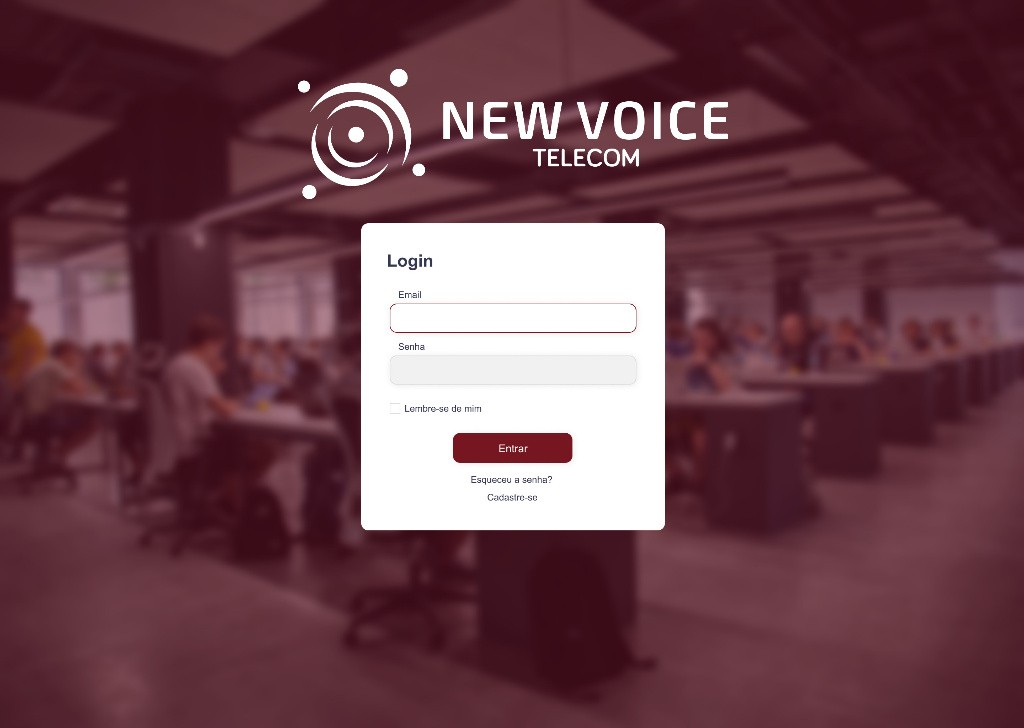 NEW VOICE
TELECOM
Login
Email
Senha
Lembre-se de mim
Entrar
Esqueceu a senha?
Cadastre-se